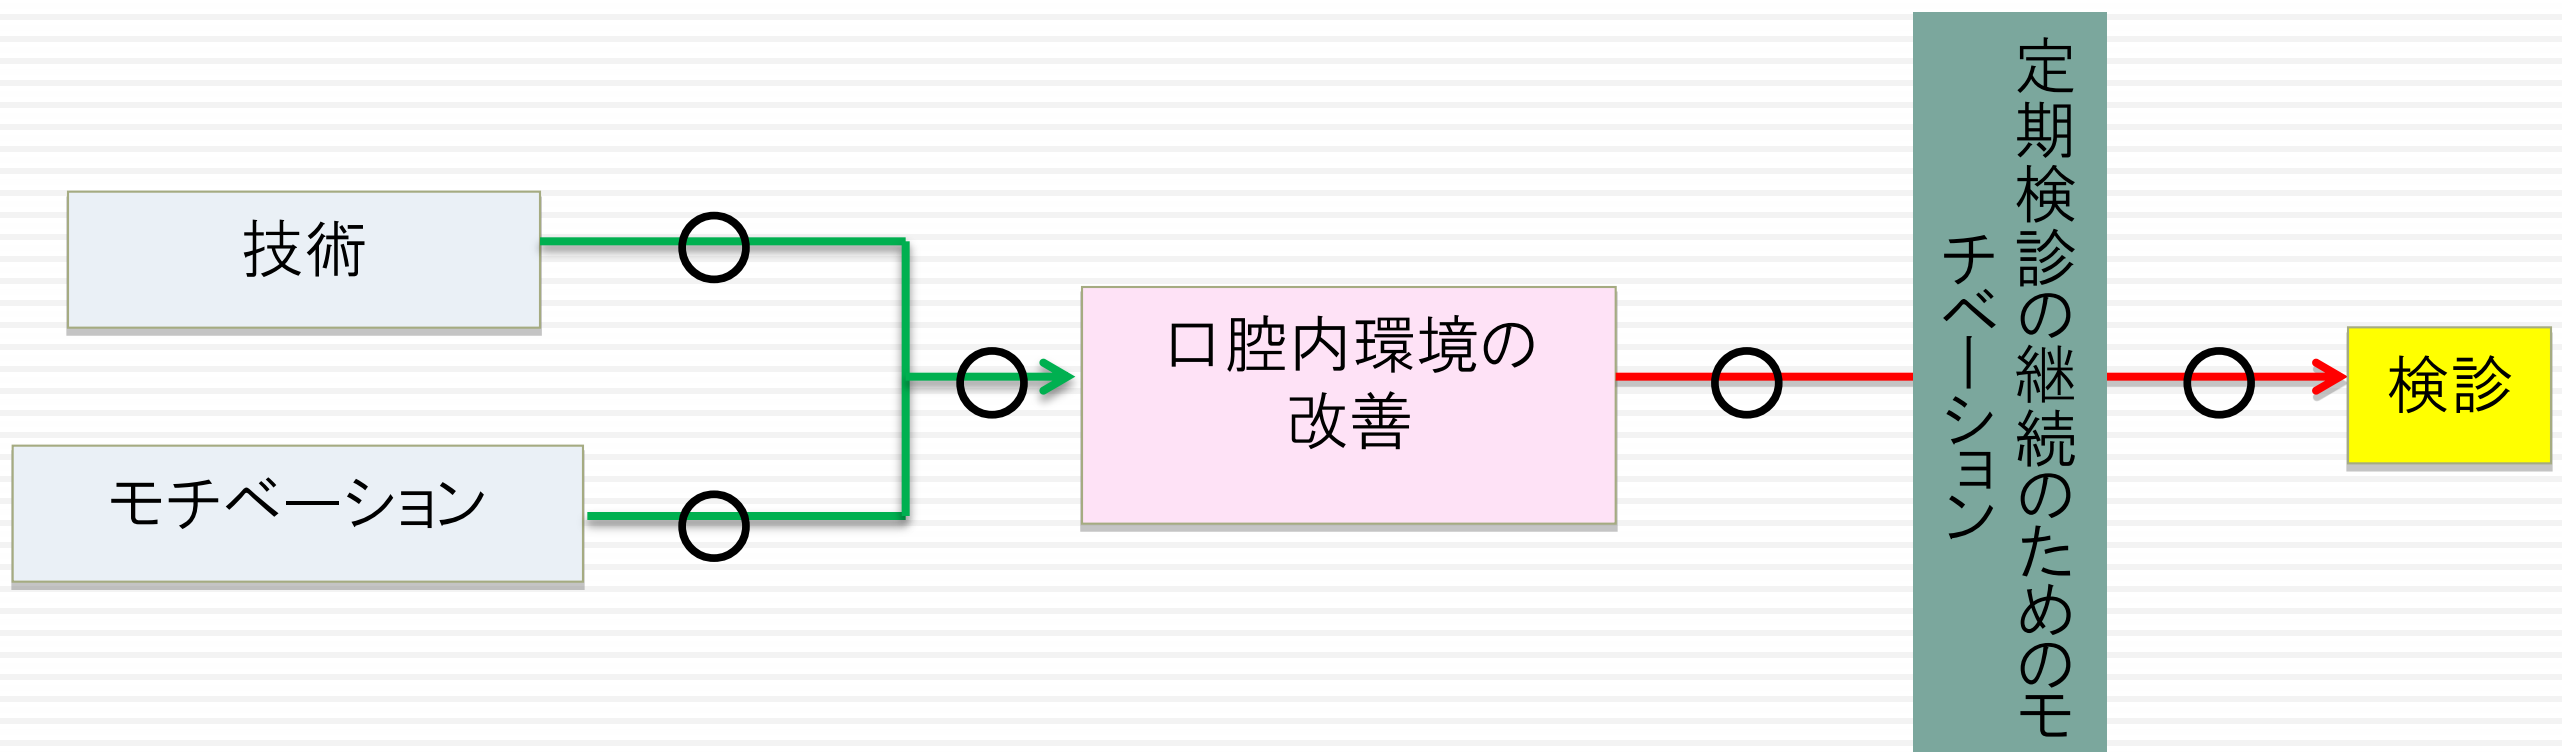 技術
モチベーション
口腔内環境の
改善
定期検診の継続のためのモ
チベーション
検診